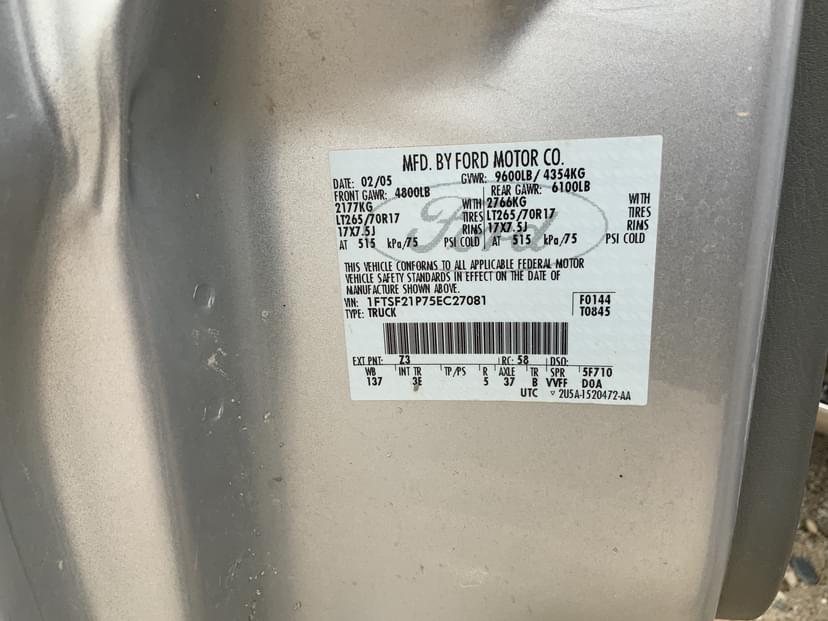 MFD. BY FORD MOTOR CO.
DATE: 02/05 GVWR: 9600LB/ 4354KG
FRONT GAWR: 4800LB REAR GAWR: 6100LB
2177KG WITH 2766KG WITH
LT265/70R17 TIRES LT265/70R17 TIRES
17X7.5J RIMS 17X7.5J RIMS
AT 515 kPa/75 PSI COLD AT 515 kPa/75 PSI COLD
Ford
THIS VEHICLE CONFORMS TO ALL APPLICABLE FEDERAL MOTOR
VEHICLE SAFETY STANDARDS IN EFFECT ON THE DATE OF
MANUFACTURE SHOWN ABOVE.
VIN: 1FTSF21P75EC27081 F0144
TYPE: TRUCK T0845
EXT PNT: Z3 RC: 58 DSO:
WB INT TR TP/PS R AXLE TR SPR 5F710
137 3E 5 37 B VVFF D0A
UTC ▽ 2U5A-1520472-AA